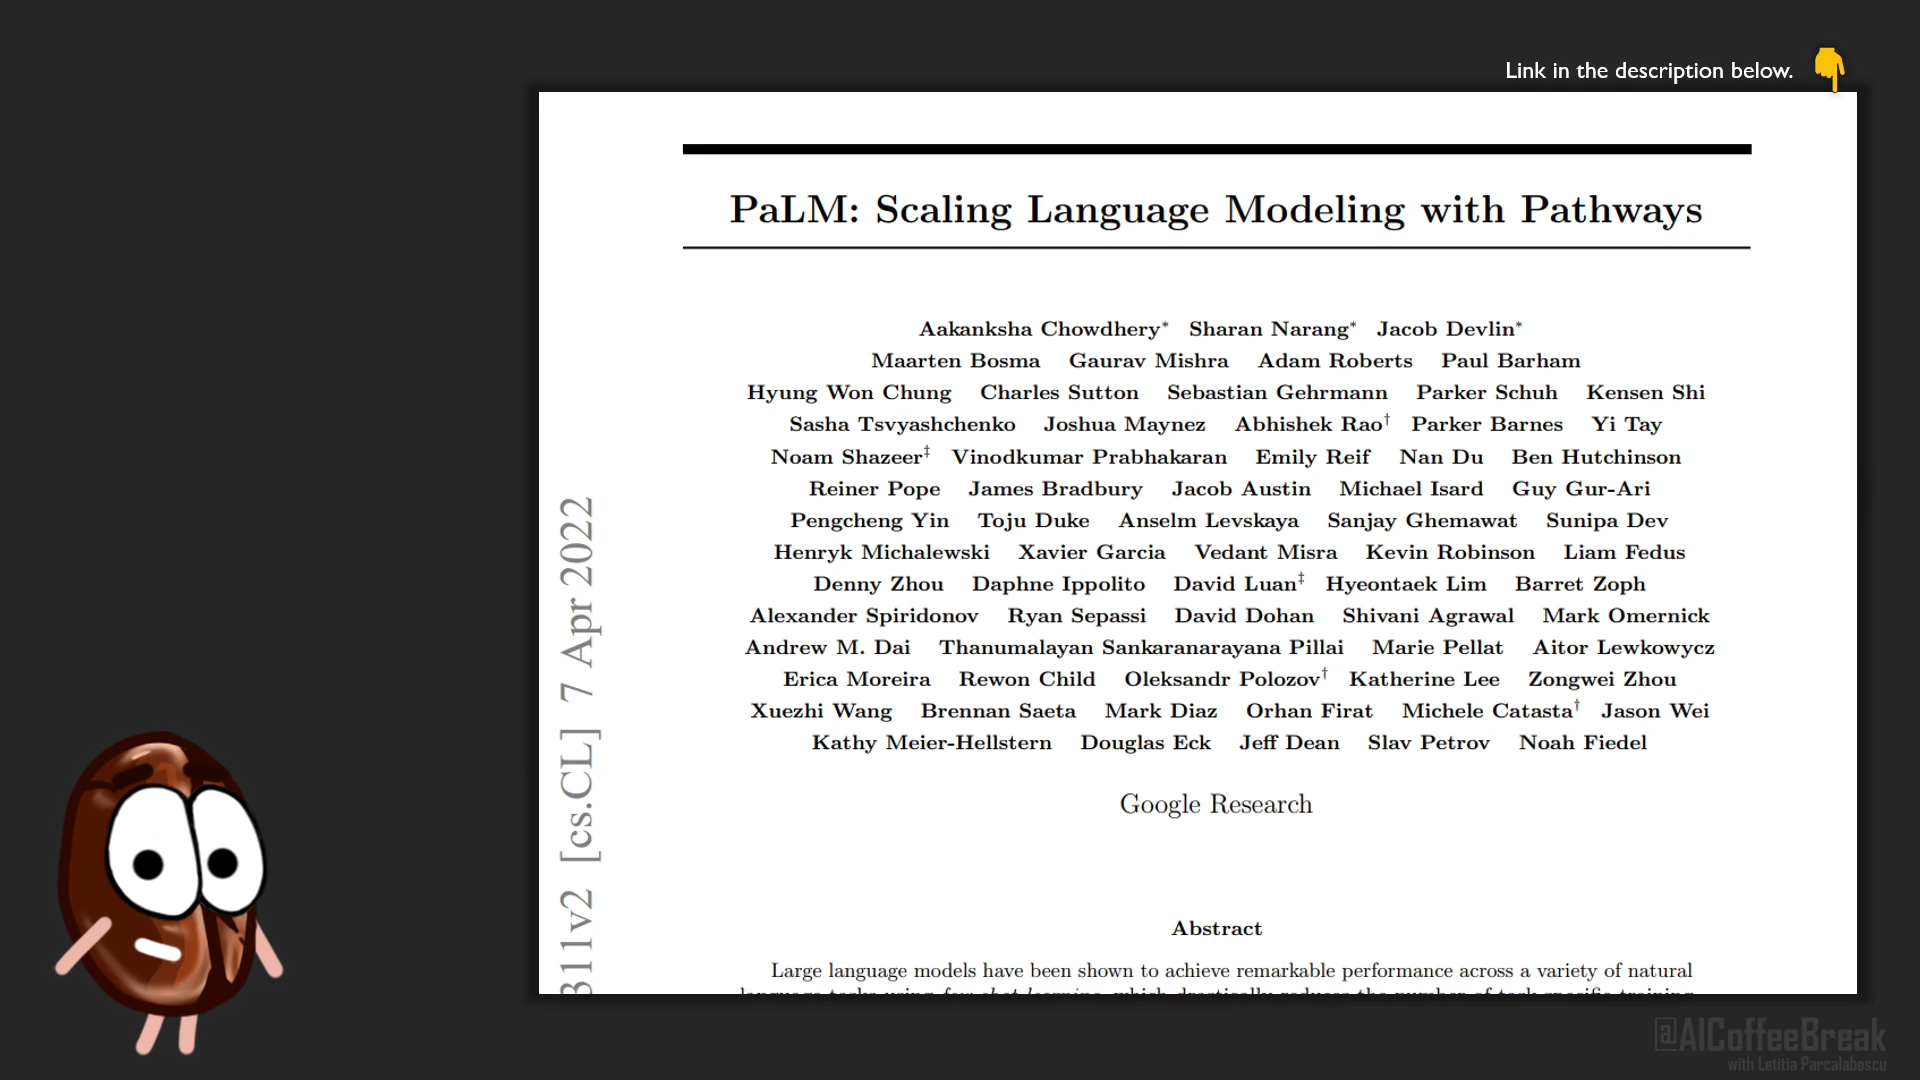 Link in the description below.
PaLM: Scaling Language Modeling with Pathways
Aakanksha Chowdhery* Sharan Narang* Jacob Devlin*
Maarten Bosma Gaurav Mishra Adam Roberts Paul Barham
Hyung Won Chung Charles Sutton Sebastian Gehrmann Parker Schuh Kensen Shi
Sasha Tsvyashchenko Joshua Maynez Abhishek Rao† Parker Barnes Yi Tay
Noam Shazeer‡ Vinodkumar Prabhakaran Emily Reif Nan Du Ben Hutchinson
Reiner Pope James Bradbury Jacob Austin Michael Isard Guy Gur-Ari
Pengcheng Yin Toju Duke Anselm Levskaya Sanjay Ghemawat Sunipa Dev
Henryk Michalewski Xavier Garcia Vedant Misra Kevin Robinson Liam Fedus
Denny Zhou Daphne Ippolito David Luan‡ Hyeontaek Lim Barret Zoph
Alexander Spiridonov Ryan Sepassi David Dohan Shivani Agrawal Mark Omernick
Andrew M. Dai Thanumalayan Sankaranarayana Pillai Marie Pellat Aitor Lewkowycz
Erica Moreira Rewon Child Oleksandr Polozov† Katherine Lee Zongwei Zhou
Xuezhi Wang Brennan Saeta Mark Diaz Orhan Firat Michele Catasta† Jason Wei
Kathy Meier-Hellstern Douglas Eck Jeff Dean Slav Petrov Noah Fiedel
Google Research
Abstract
Large language models have been shown to achieve remarkable performance across a variety of natural
311v2 [cs.CL] 7 Apr 2022
@AICoffeeBreak
with Letitia Parcalabescu